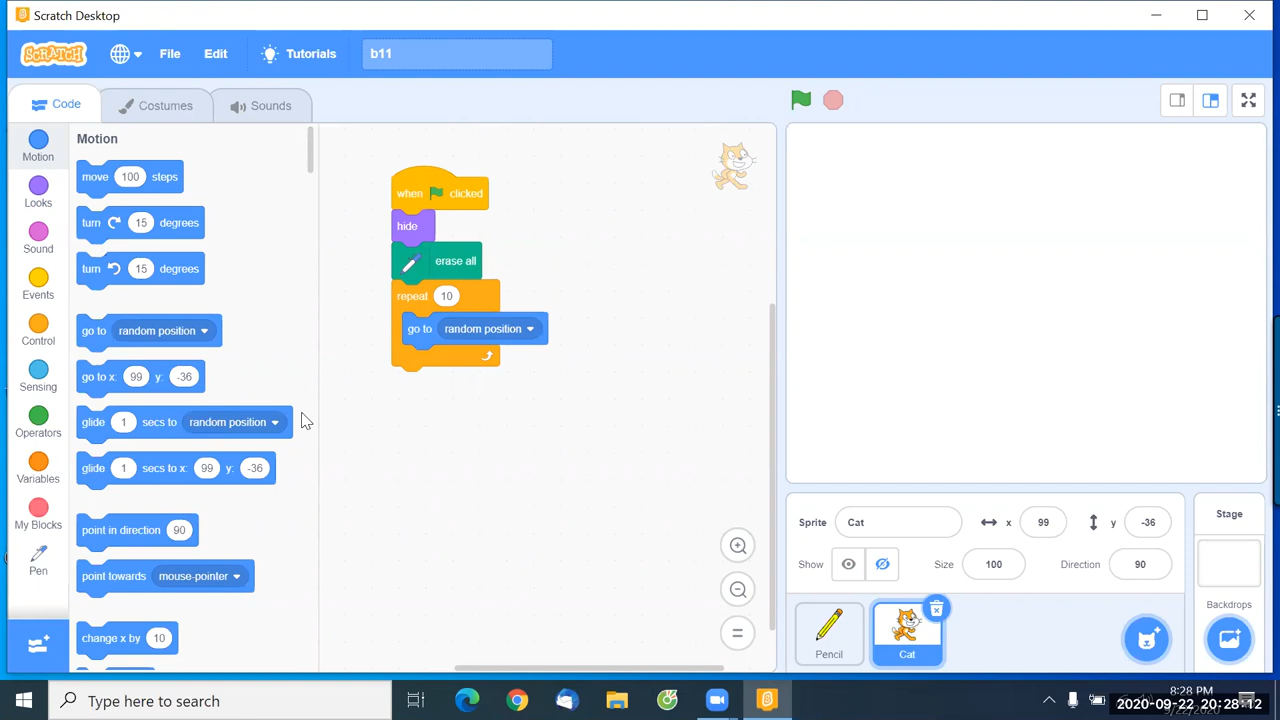 Scratch Desktop
SCRATCH
File
Edit
Tutorials
b11
Code
Costumes
Sounds
Motion
Looks
Sound
Events
Control
Sensing
Operators
Variables
My Blocks
Pen
Motion
move 100 steps
turn 15 degrees
turn 15 degrees
go to random position
go to x: 99 y: -36
glide 1 secs to random position
glide 1 secs to x: 99 y: -36
point in direction 90
point towards mouse-pointer
change x by 10
when clicked
hide
erase all
repeat 10
go to random position
Sprite Cat x 99 y -36
Show Size 100 Direction 90
Pencil
Cat
Stage
Backdrops
Type here to search
8:28 PM
2020-09-22 20:28:12